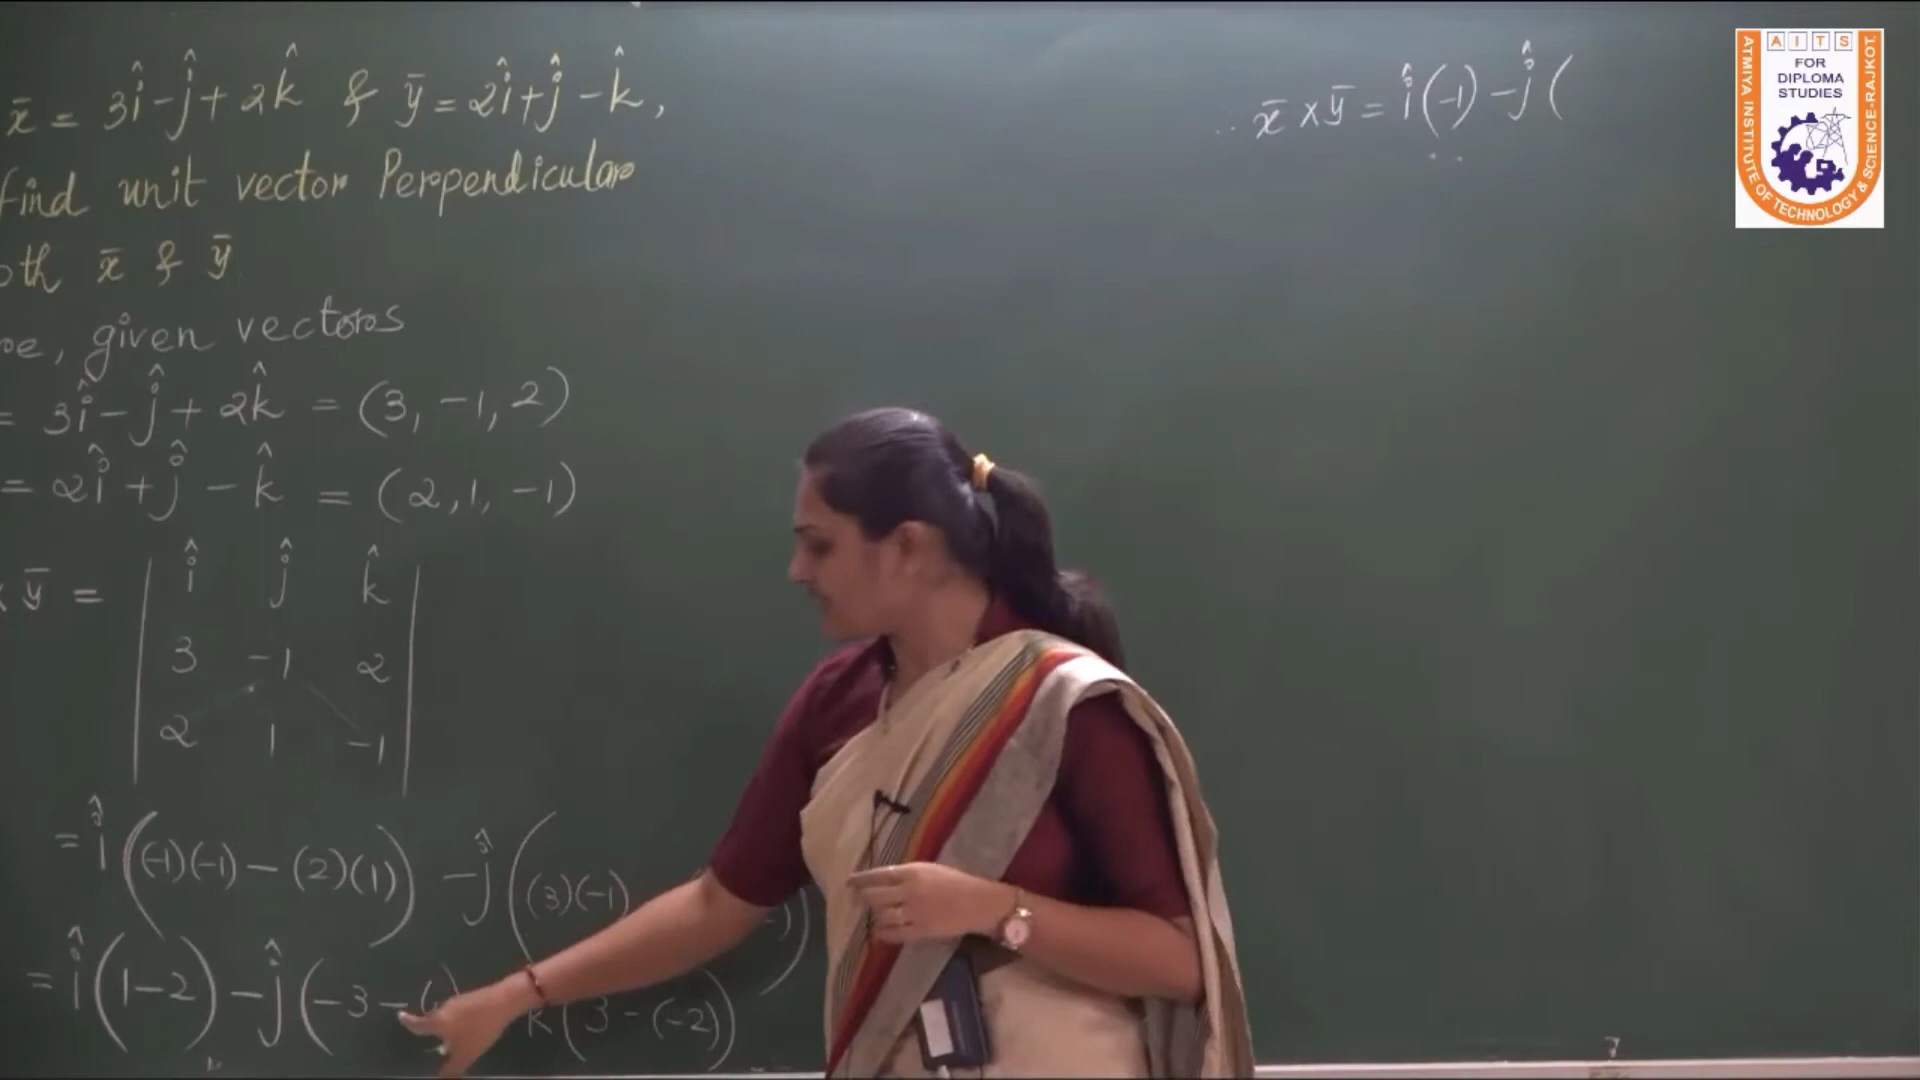 x̄ = 3î - ĵ + 2k̂ & ȳ = 2î + ĵ - k̂,
find unit vector Perpendicular
oth x̄ & ȳ
re, given vectors
= 3î - ĵ + 2k̂ = (3, -1, 2)
= 2î + ĵ - k̂ = (2, 1, -1)
x ȳ = | î ĵ k̂ |
3 -1 2
2 1 -1
= î((-1)(-1) - (2)(1)) - ĵ((3)(-1)
= î(1-2) - ĵ(-3-( k(3-(-2))
∴ x̄ × ȳ = î(-1) - ĵ(
AITS
FOR
DIPLOMA
STUDIES
ATMIYA INSTITUTE OF TECHNOLOGY & SCIENCE-RAJKOT.